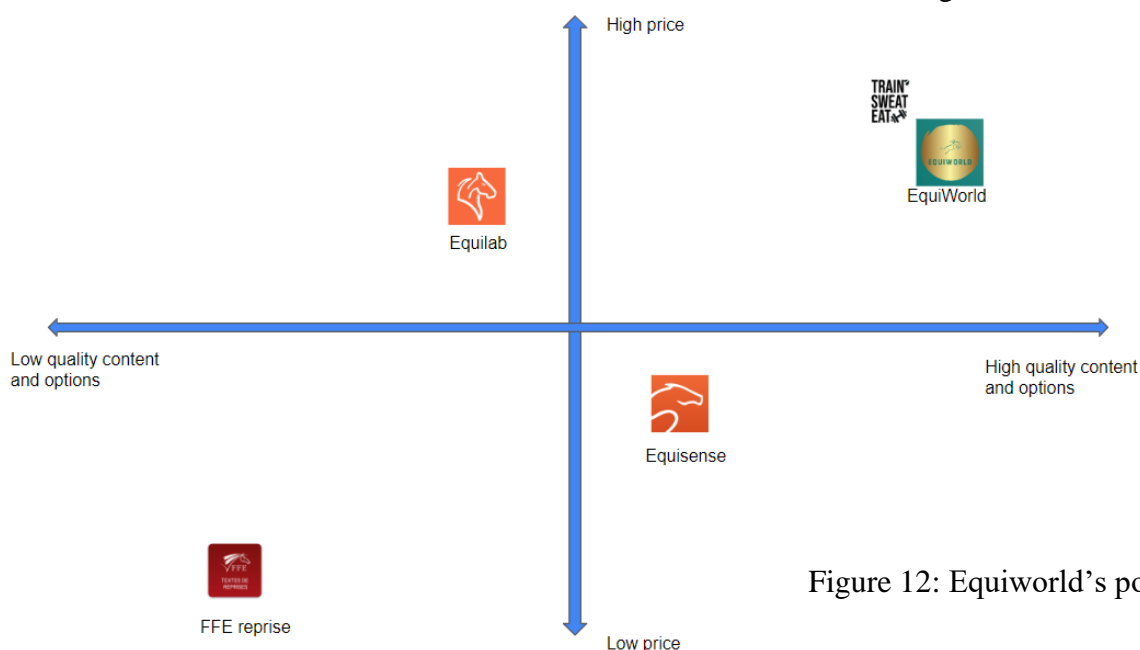 High price
TRAIN
SWEAT
EAT
EQUIWORLD
EquiWorld
Equilab
Low quality content
and options
High quality content
and options
Equisense
FFE
TEXTES DE
REPRISES
FFE reprise
Figure 12: Equiworld’s po
Low price